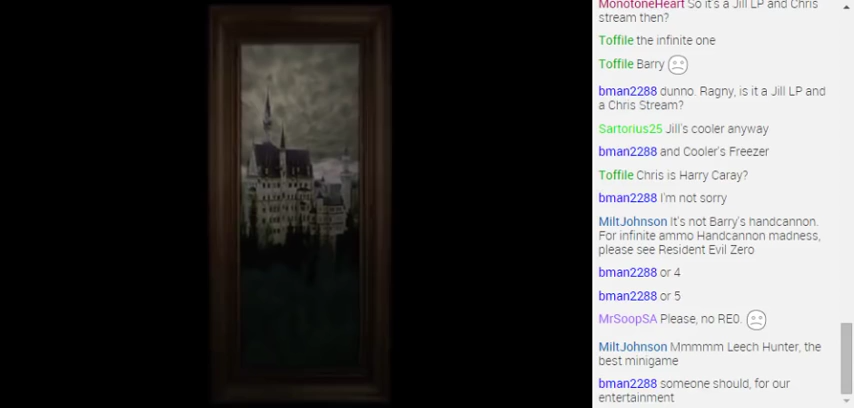 MonotoneHeart So it's a Jill LP and Chris
stream then?
Toffile the infinite one
Toffile Barry
bman2288 dunno. Ragny, is it a Jill LP and
a Chris Stream?
Sartorius25 Jill's cooler anyway
bman2288 and Cooler's Freezer
Toffile Chris is Harry Caray?
bman2288 I'm not sorry
MiltJohnson It's not Barry's handcannon.
For infinite ammo Handcannon madness,
please see Resident Evil Zero
bman2288 or 4
bman2288 or 5
MrSoopSA Please, no RE0.
MiltJohnson Mmmmm Leech Hunter, the
best minigame
bman2288 someone should, for our
entertainment